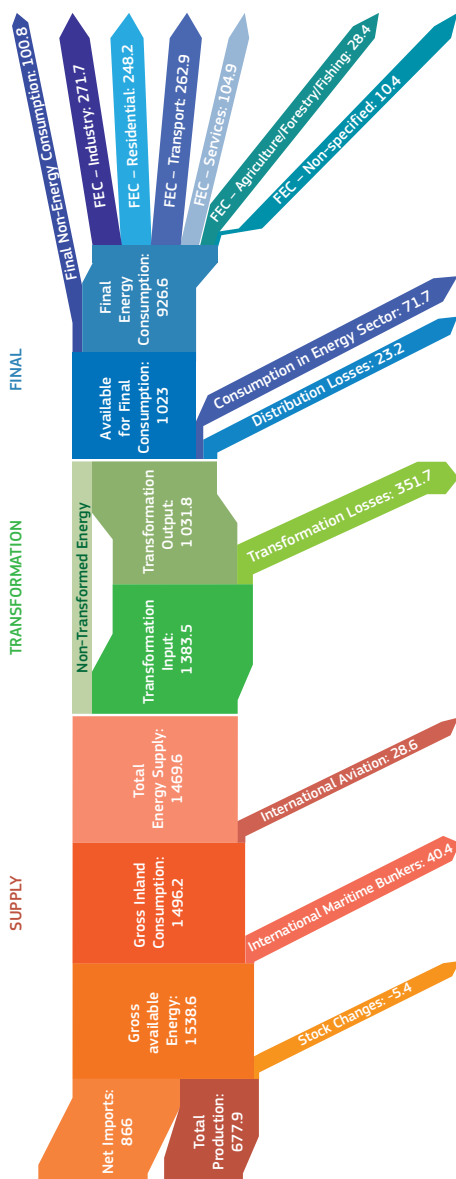 SUPPLY
TRANSFORMATION
FINAL
Net Imports:
866
Total
Production:
677.9
Gross
available
Energy:
1 538.6
Stock Changes: -5.4
Gross Inland
Consumption:
1 496.2
International Maritime Bunkers: 40.4
Total
Energy Supply:
1 469.6
International Aviation: 28.6
Non-Transformed Energy
Transformation
Input:
1 383.5
Transformation
Output:
1 031.8
Transformation Losses: 351.7
Available
for Final
Consumption:
1 023
Consumption in Energy Sector: 71.7
Distribution Losses: 23.2
Final
Energy
Consumption:
926.6
Final Non-Energy Consumption: 100.8
FEC – Industry: 271.7
FEC – Residential: 248.2
FEC – Transport: 262.9
FEC – Services: 104.9
FEC – Agriculture/Forestry/Fishing: 28.4
FEC – Non-specified: 10.4